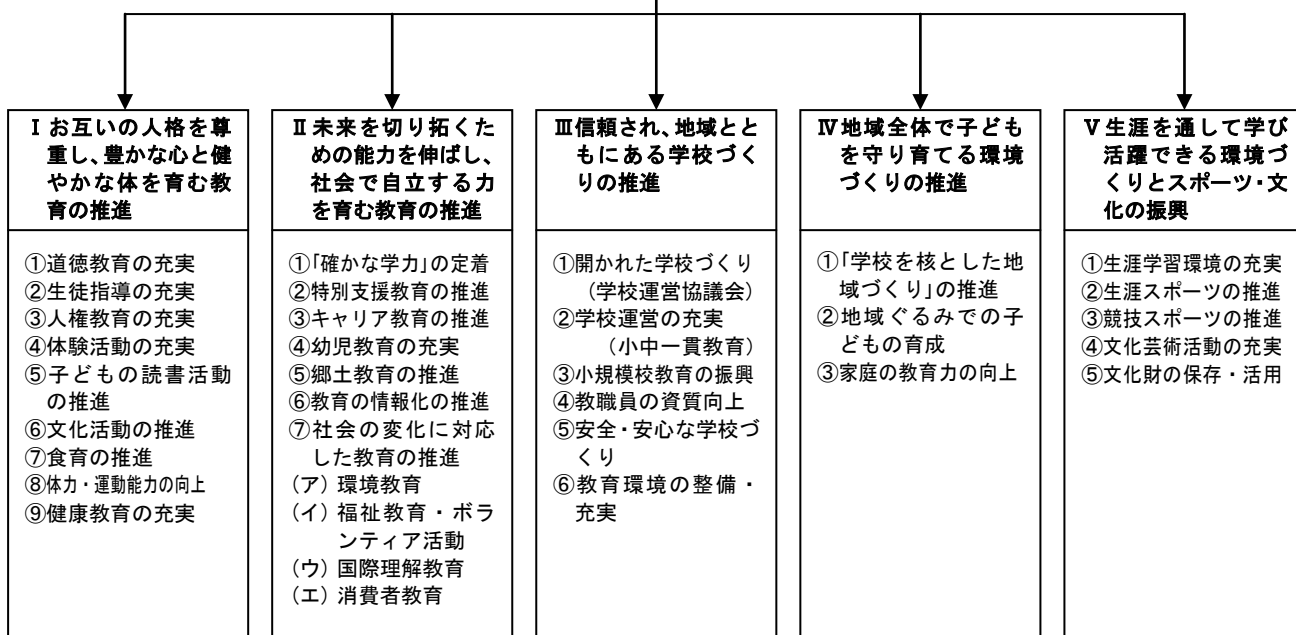 Ⅰ お互いの人格を尊
重し、豊かな心と健
やかな体を育む教
育の推進
①道徳教育の充実
②生徒指導の充実
③人権教育の充実
④体験活動の充実
⑤子どもの読書活動
の推進
⑥文化活動の推進
⑦食育の推進
⑧体力・運動能力の向上
⑨健康教育の充実
Ⅱ 未来を切り拓くた
めの能力を伸ばし、
社会で自立する力
を育む教育の推進
①「確かな学力」の定着
②特別支援教育の推進
③キャリア教育の推進
④幼児教育の充実
⑤郷土教育の推進
⑥教育の情報化の推進
⑦社会の変化に対応
した教育の推進
(ア) 環境教育
(イ) 福祉教育・ボラ
ンティア活動
(ウ) 国際理解教育
(エ) 消費者教育
Ⅲ信頼され、地域とと
もにある学校づく
りの推進
①開かれた学校づくり
(学校運営協議会)
②学校運営の充実
(小中一貫教育)
③小規模校教育の振興
④教職員の資質向上
⑤安全・安心な学校づ
くり
⑥教育環境の整備・
充実
Ⅳ地域全体で子ども
を守り育てる環境
づくりの推進
①「学校を核とした地
域づくり」の推進
②地域ぐるみでの子
どもの育成
③家庭の教育力の向上
Ⅴ生涯を通して学び
活躍できる環境づ
くりとスポーツ・文
化の振興
①生涯学習環境の充実
②生涯スポーツの推進
③競技スポーツの推進
④文化芸術活動の充実
⑤文化財の保存・活用